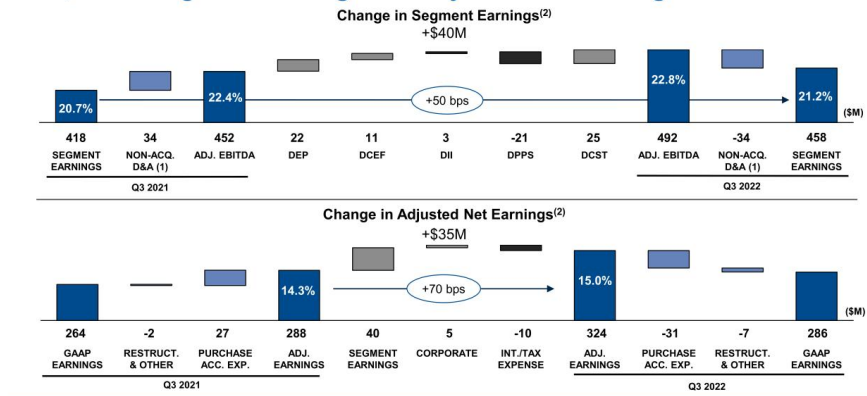 Change in Segment Earnings(2)
+$40M
20.7%
22.4%
+50 bps
22.8%
21.2%
($M)
418 34 452 22 11 3 -21 25 492 -34 458
SEGMENT EARNINGS NON-ACQ. D&A (1) ADJ. EBITDA DEP DCEF DII DPPS DCST ADJ. EBITDA NON-ACQ. D&A (1) SEGMENT EARNINGS
Q3 2021 Q3 2022
Change in Adjusted Net Earnings(2)
+$35M
14.3%
+70 bps
15.0%
($M)
264 -2 27 288 40 5 -10 324 -31 -7 286
GAAP EARNINGS RESTRUCT. & OTHER PURCHASE ACC. EXP. ADJ. EARNINGS SEGMENT EARNINGS CORPORATE INT./TAX EXPENSE ADJ. EARNINGS PURCHASE ACC. EXP. RESTRUCT. & OTHER GAAP EARNINGS
Q3 2021 Q3 2022